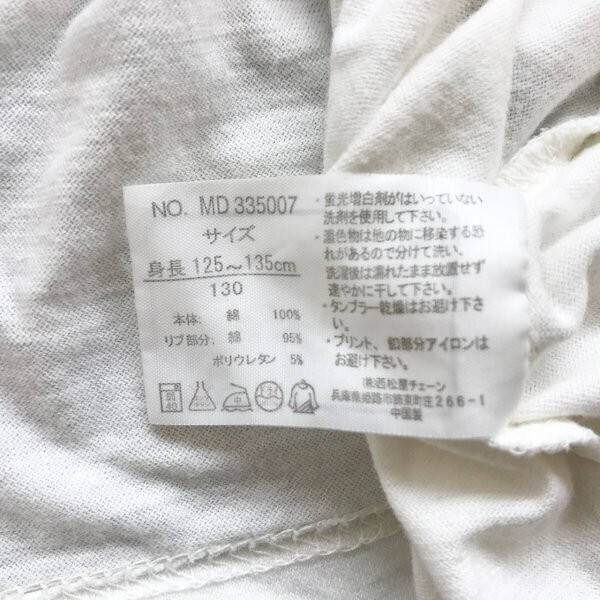 NO. MD 335007
サイズ
身長 125～135cm
130
本体: 綿 100%
リブ部分: 綿 95%
ポリウレタン 5%
弱
40
・蛍光増白剤がはいっていない
洗剤を使用して下さい。
・濃色物は他の物に移染する恐
れがあるので分けて洗い、
洗濯後は濡れたまま放置せず
速やかに干して下さい。
・タンブラー乾燥はお避け下さ
い。
・プリント、釦部分アイロンは
お避け下さい。
㈱西松屋チェーン
兵庫県姫路市飾東町庄266-1
中国製